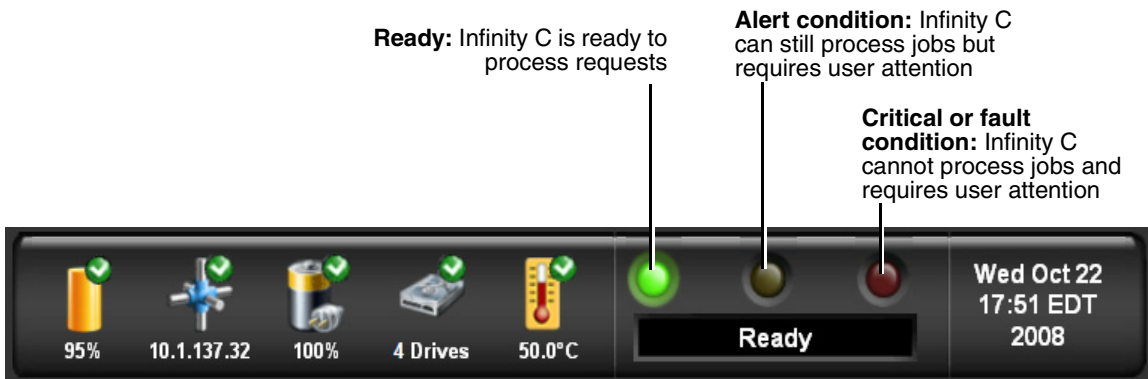 Ready: Infinity C is ready to
process requests
Alert condition: Infinity C
can still process jobs but
requires user attention
Critical or fault
condition: Infinity C
cannot process jobs and
requires user attention
95%
10.1.137.32
100%
4 Drives
50.0°C
Ready
Wed Oct 22
17:51 EDT
2008